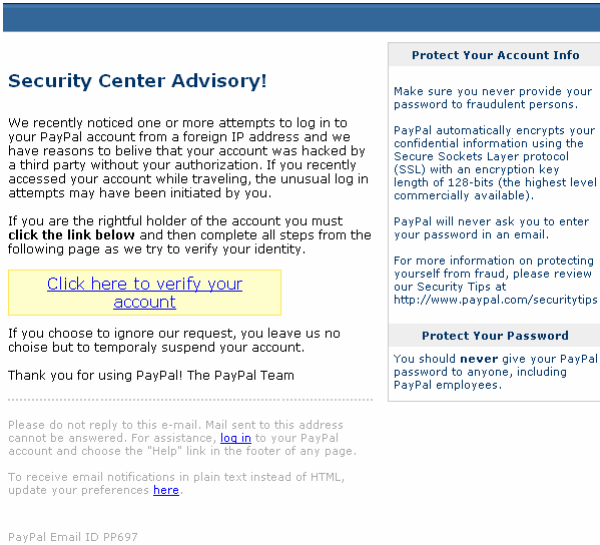 Security Center Advisory!
We recently noticed one or more attempts to log in to
your PayPal account from a foreign IP address and we
have reasons to belive that your account was hacked by
a third party without your authorization. If you recently
accessed your account while traveling, the unusual log in
attempts may have been initiated by you.
If you are the rightful holder of the account you must
click the link below and then complete all steps from the
following page as we try to verify your identity.
Click here to verify your
account
If you choose to ignore our request, you leave us no
choise but to temporaly suspend your account.
Thank you for using PayPal! The PayPal Team
Please do not reply to this e-mail. Mail sent to this address
cannot be answered. For assistance, log in to your PayPal
account and choose the "Help" link in the footer of any page.
To receive email notifications in plain text instead of HTML,
update your preferences here.
PayPal Email ID PP697
Protect Your Account Info
Make sure you never provide your
password to fraudulent persons.
PayPal automatically encrypts your
confidential information using the
Secure Sockets Layer protocol
(SSL) with an encryption key
length of 128-bits (the highest level
commercially available).
PayPal will never ask you to enter
your password in an email.
For more information on protecting
yourself from fraud, please review
our Security Tips at
http://www.paypal.com/securitytips
Protect Your Password
You should never give your PayPal
password to anyone, including
PayPal employees.